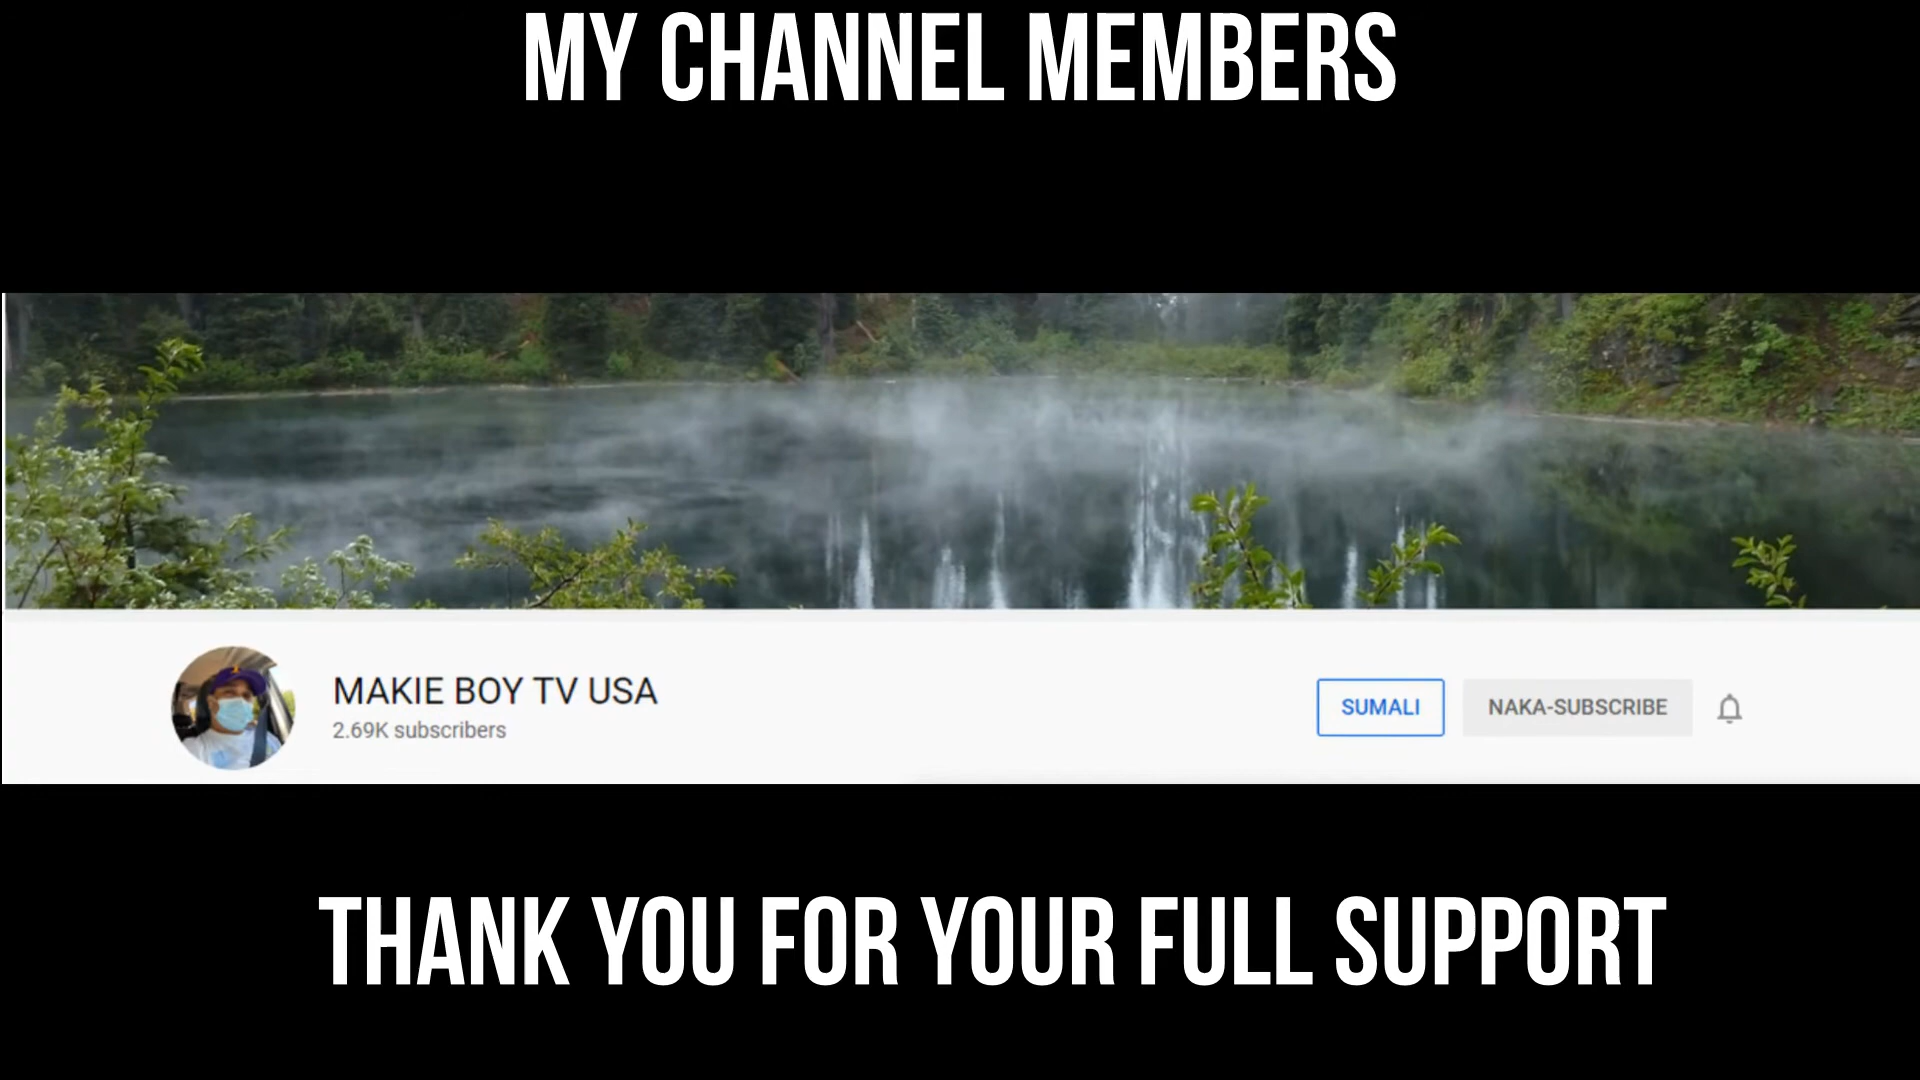 MY CHANNEL MEMBERS
MAKIE BOY TV USA
2.69K subscribers
SUMALI
NAKA-SUBSCRIBE
THANK YOU FOR YOUR FULL SUPPORT